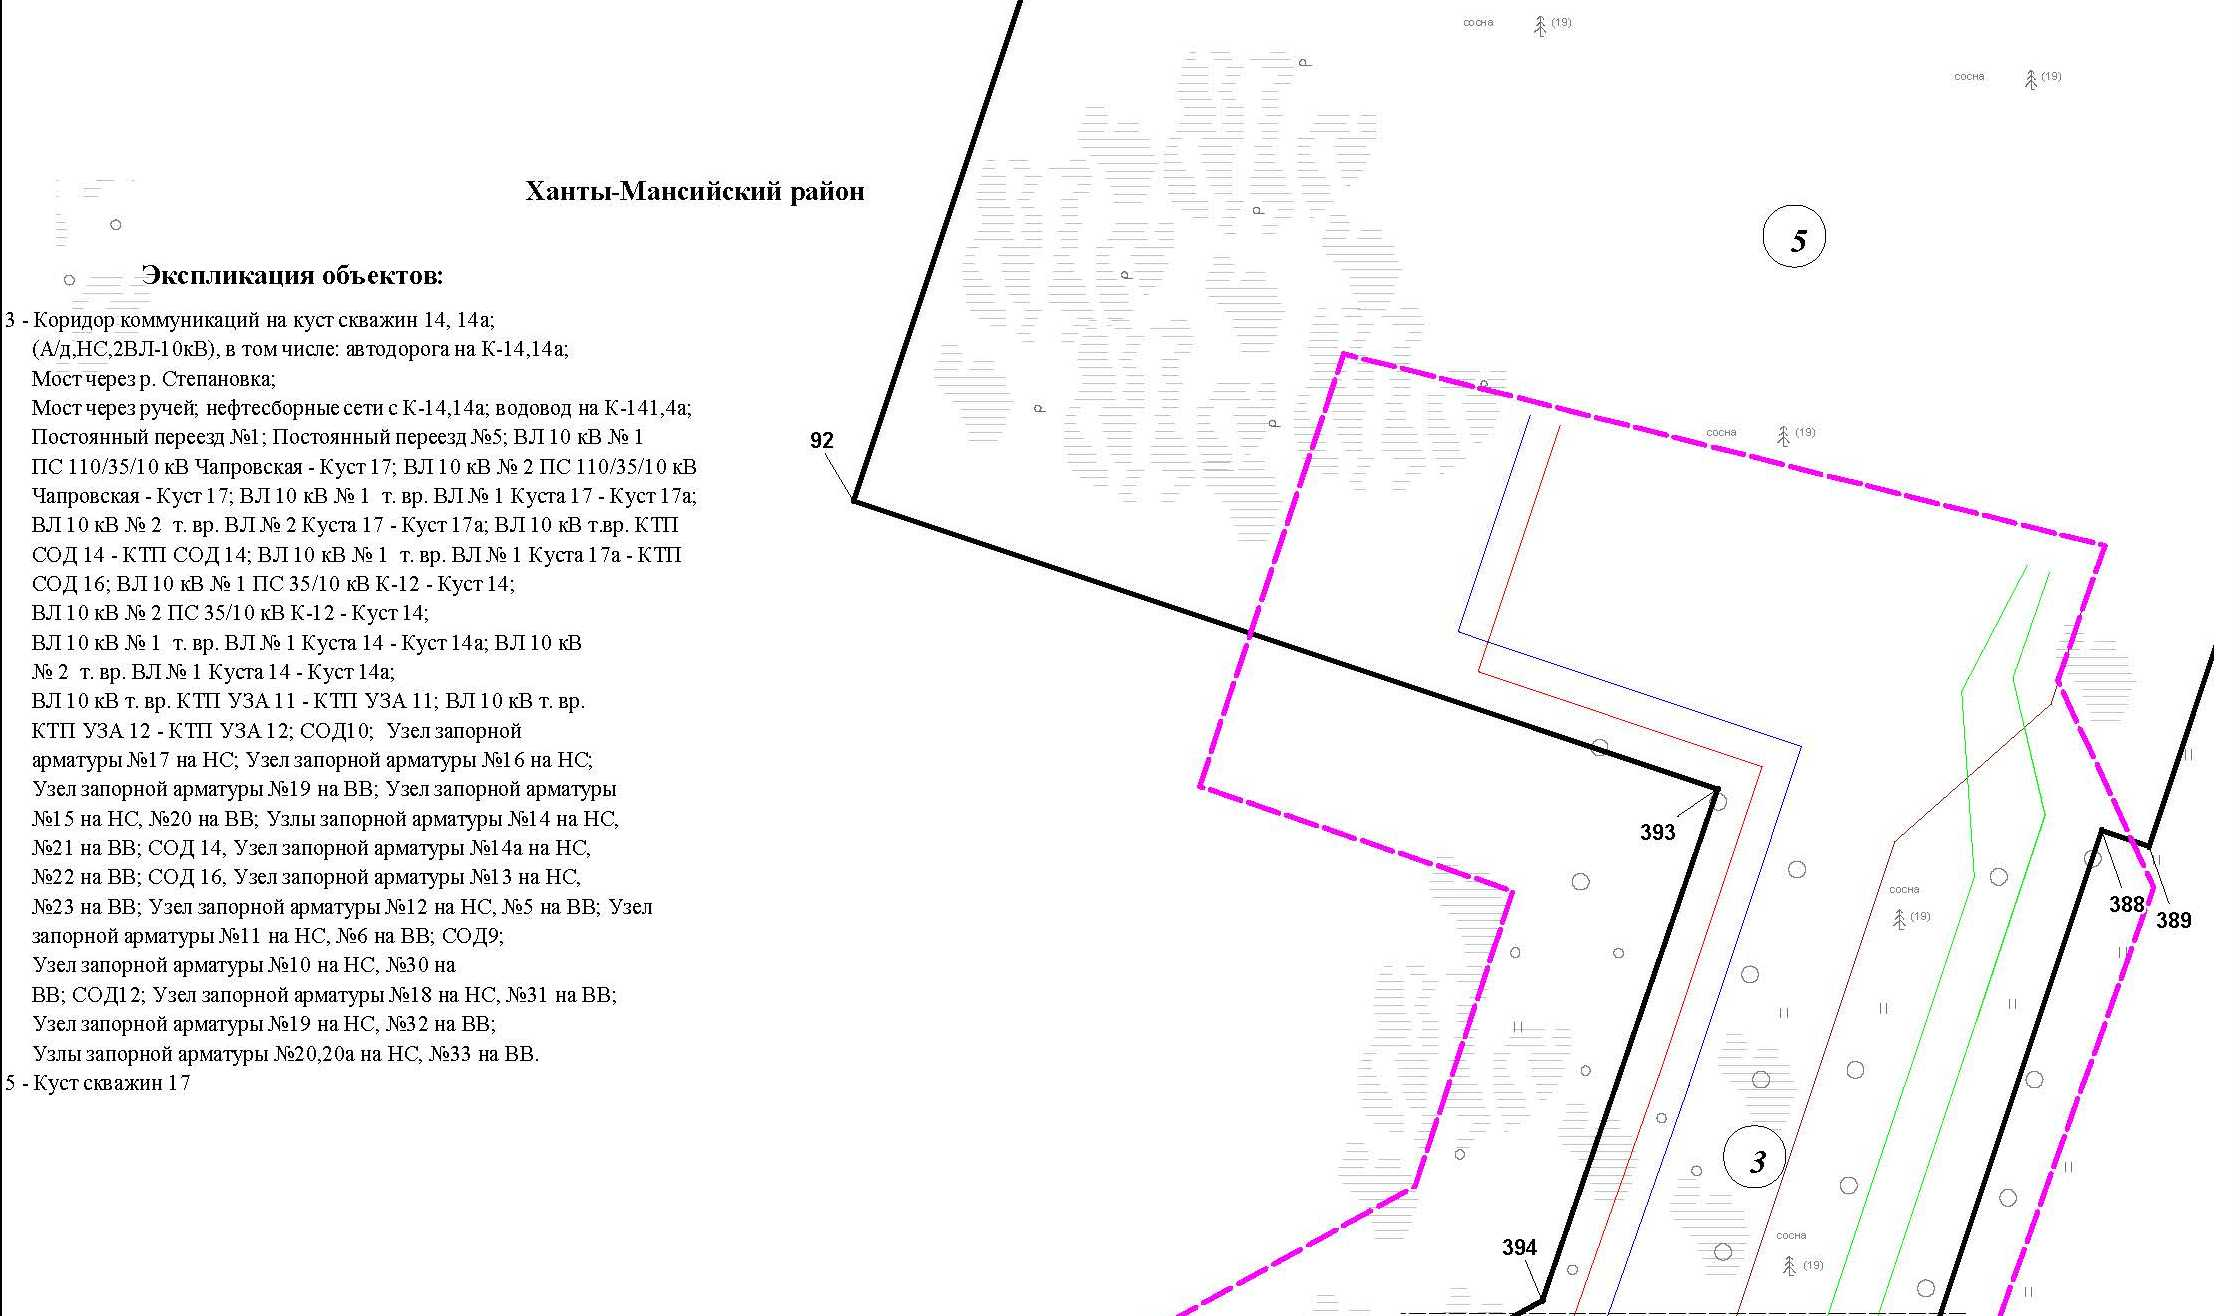 сосна (19)
сосна (19)
Ханты-Мансийский район
5
Экспликация объектов:
3 - Коридор коммуникаций на куст скважин 14, 14а;
(А/д,НС,2ВЛ-10кВ), в том числе: автодорога на К-14,14а;
Мост через р. Степановка;
Мост через ручей; нефтесборные сети с К-14,14а; водовод на К-141,4а;
Постоянный переезд №1; Постоянный переезд №5; ВЛ 10 кВ № 1
ПС 110/35/10 кВ Чапровская - Куст 17; ВЛ 10 кВ № 2 ПС 110/35/10 кВ
Чапровская - Куст 17; ВЛ 10 кВ № 1 т. вр. ВЛ № 1 Куста 17 - Куст 17а;
ВЛ 10 кВ № 2 т. вр. ВЛ № 2 Куста 17 - Куст 17а; ВЛ 10 кВ т.вр. КТП
СОД 14 - КТП СОД 14; ВЛ 10 кВ № 1 т. вр. ВЛ № 1 Куста 17а - КТП
СОД 16; ВЛ 10 кВ № 1 ПС 35/10 кВ К-12 - Куст 14;
ВЛ 10 кВ № 2 ПС 35/10 кВ К-12 - Куст 14;
ВЛ 10 кВ № 1 т. вр. ВЛ № 1 Куста 14 - Куст 14а; ВЛ 10 кВ
№ 2 т. вр. ВЛ № 1 Куста 14 - Куст 14а;
ВЛ 10 кВ т. вр. КТП УЗА 11 - КТП УЗА 11; ВЛ 10 кВ т. вр.
КТП УЗА 12 - КТП УЗА 12; СОД10; Узел запорной
арматуры №17 на НС; Узел запорной арматуры №16 на НС;
Узел запорной арматуры №19 на ВВ; Узел запорной арматуры
№15 на НС, №20 на ВВ; Узлы запорной арматуры №14 на НС,
№21 на ВВ; СОД 14, Узел запорной арматуры №14а на НС,
№22 на ВВ; СОД 16, Узел запорной арматуры №13 на НС,
№23 на ВВ; Узел запорной арматуры №12 на НС, №5 на ВВ; Узел
запорной арматуры №11 на НС, №6 на ВВ; СОД9;
Узел запорной арматуры №10 на НС, №30 на
ВВ; СОД12; Узел запорной арматуры №18 на НС, №31 на ВВ;
Узел запорной арматуры №19 на НС, №32 на ВВ;
Узлы запорной арматуры №20,20а на НС, №33 на ВВ.
5 - Куст скважин 17
92
сосна (19)
393
сосна (19)
388
389
3
394
сосна (19)